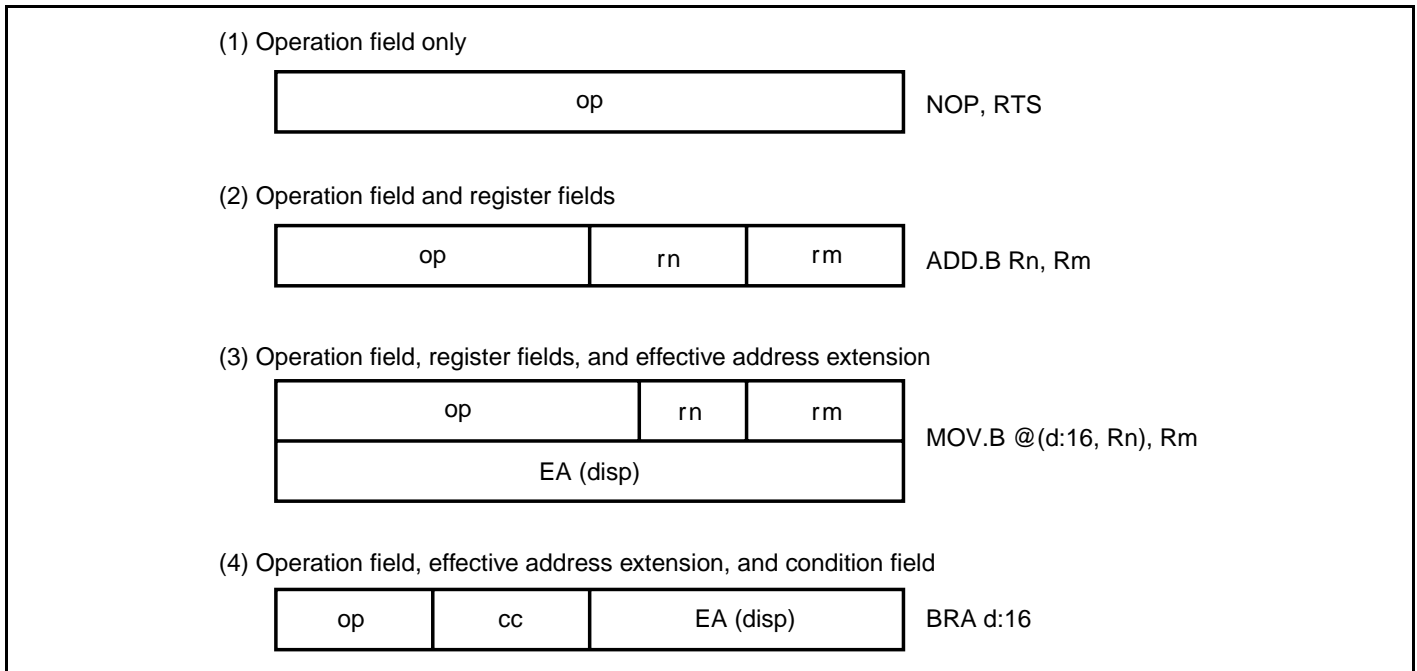 (1) Operation field only
op
NOP, RTS
(2) Operation field and register fields
op rn rm
ADD.B Rn, Rm
(3) Operation field, register fields, and effective address extension
op rn rm
MOV.B @(d:16, Rn), Rm
EA (disp)
(4) Operation field, effective address extension, and condition field
op cc EA (disp)
BRA d:16